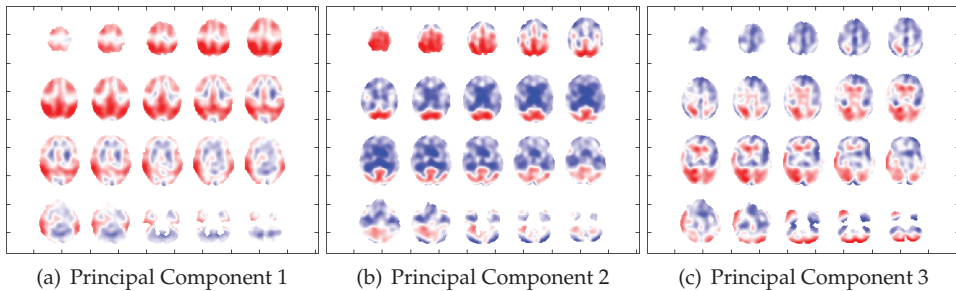 (a) Principal Component 1
(b) Principal Component 2
(c) Principal Component 3